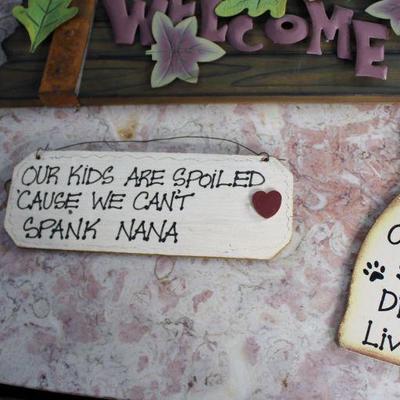 WELCOME
OUR KIDS ARE SPOILED
'CAUSE WE CAN'T
SPANK NANA